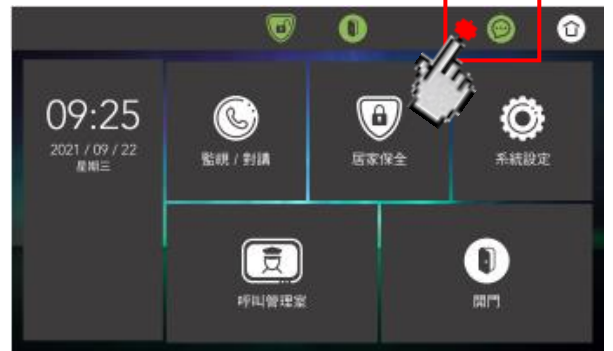 09:25
2021 / 09 / 22
星期三
監視 / 對講
居家保全
系統設定
呼叫管理室
開門